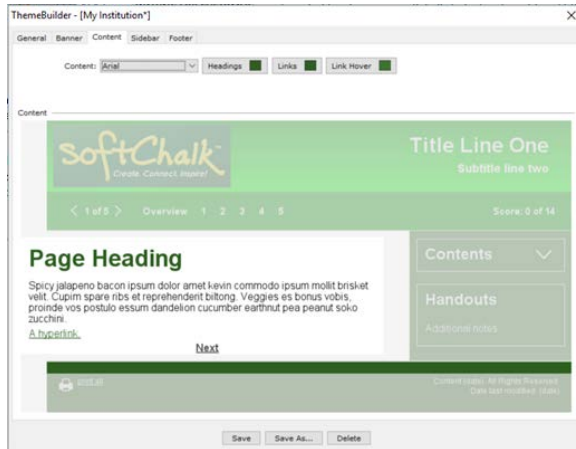 ThemeBuilder - [My Institution*]
General Banner Content Sidebar Footer
Content: Arial Headings Links Link Hover
Content
SoftChalk
Create. Connect. Inspire!
Title Line One
Subtitle line two
< 1 of 5 > Overview 1 2 3 4 5 Score: 0 of 14
Page Heading
Spicy jalapeno bacon ipsum dolor amet kevin commodo ipsum mollit brisket
velit. Cupim spare ribs et reprehenderit biltong. Veggies es bonus vobis,
proinde vos postulo essum dandelion cucumber earthnut pea peanut soko
zucchini.
A hyperlink.
Next
Contents
Handouts
Additional notes
print all
Content {date}. All Rights Reserved.
Date last modified: {date}
Save Save As... Delete